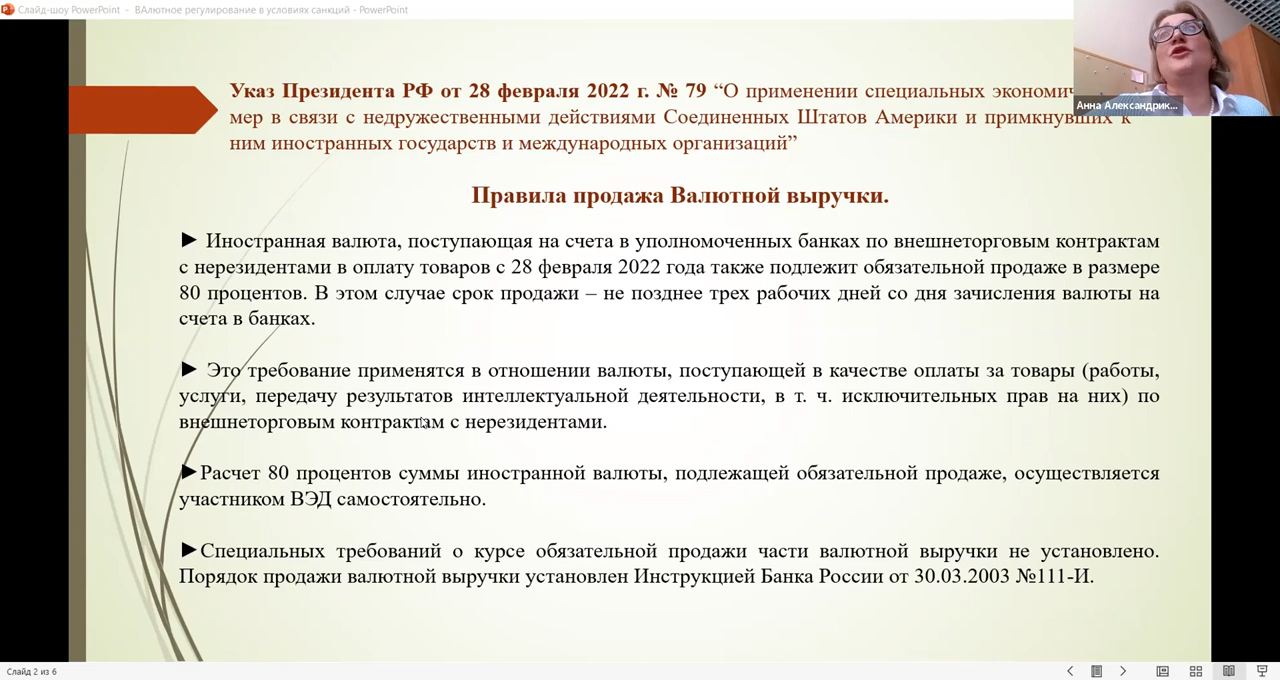 Слайд-шоу PowerPoint - ВАлютное регулирование в условиях санкций - PowerPoint
Анна Александрик...
Указ Президента РФ от 28 февраля 2022 г. № 79 “О применении специальных
мер в связи с недружественными действиями Соединенных Штатов Америки и примкнувших к
ним иностранных государств и международных организаций”
Правила продажа Валютной выручки.
► Иностранная валюта, поступающая на счета в уполномоченных банках по внешнеторговым контрактам
с нерезидентами в оплату товаров с 28 февраля 2022 года также подлежит обязательной продаже в размере
80 процентов. В этом случае срок продажи – не позднее трех рабочих дней со дня зачисления валюты на
счета в банках.
► Это требование применятся в отношении валюты, поступающей в качестве оплаты за товары (работы,
услуги, передачу результатов интеллектуальной деятельности, в т. ч. исключительных прав на них) по
внешнеторговым контрактам с нерезидентами.
►Расчет 80 процентов суммы иностранной валюты, подлежащей обязательной продаже, осуществляется
участником ВЭД самостоятельно.
►Специальных требований о курсе обязательной продажи части валютной выручки не установлено.
Порядок продажи валютной выручки установлен Инструкцией Банка России от 30.03.2003 №111-И.
Слайд 2 из 6